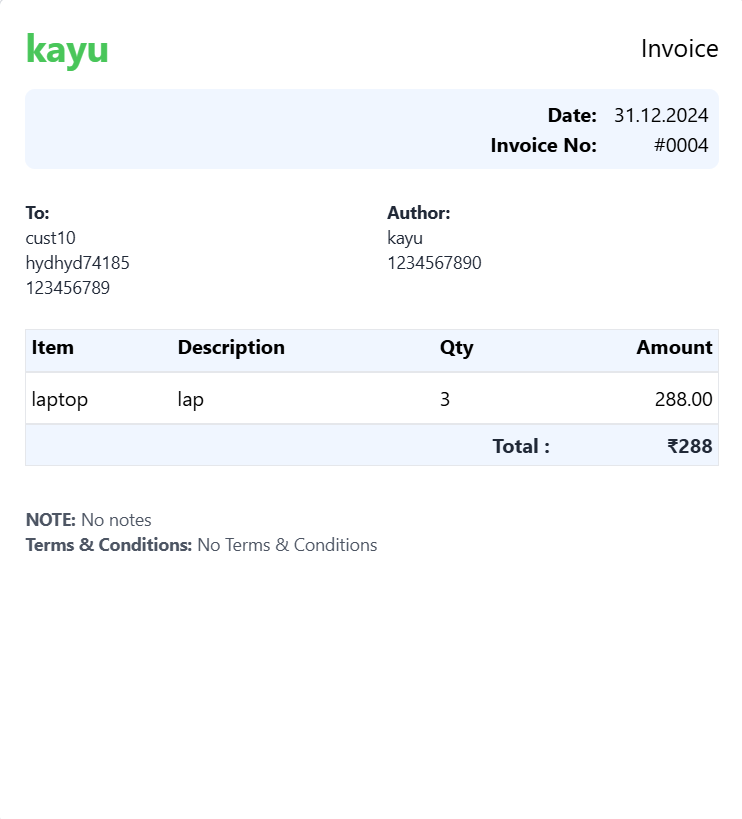 kayu
Invoice
Date: 31.12.2024
Invoice No: #0004
To:
cust10
hydhyd74185
123456789
Author:
kayu
1234567890
Item Description Qty Amount
laptop lap 3 288.00
Total : ₹288
NOTE: No notes
Terms & Conditions: No Terms & Conditions